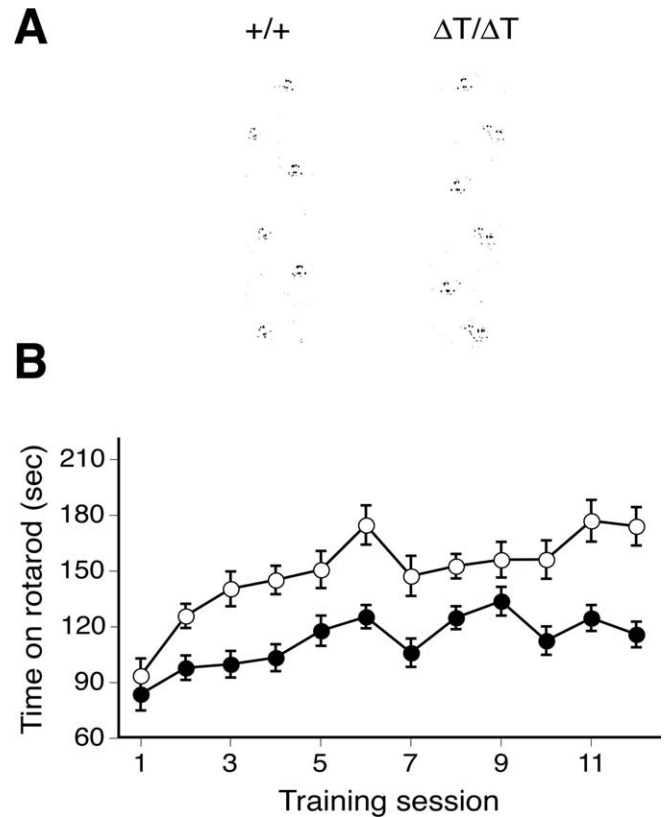 A
+/+ ΔT/ΔT
B
Time on rotarod (sec)
210
180
150
120
90
60
1 3 5 7 9 11
Training session